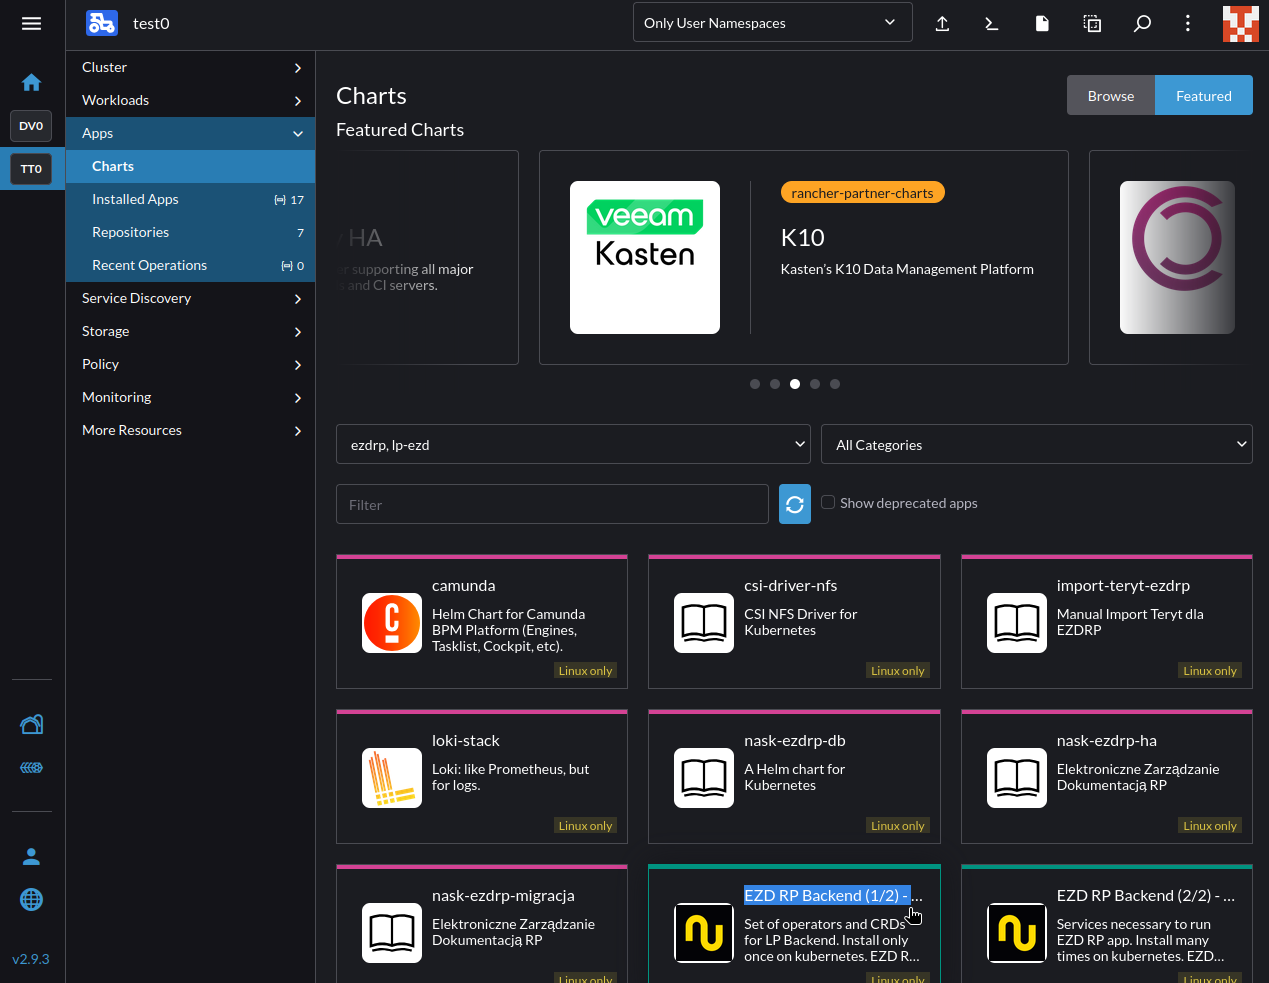 test0
Only User Namespaces
DV0
TT0
v2.9.3
Cluster
Workloads
Apps
Charts
Installed Apps 17
Repositories 7
Recent Operations 0
Service Discovery
Storage
Policy
Monitoring
More Resources
Charts
Browse
Featured
Featured Charts
HA
supporting all major
and CI servers.
veeam
Kasten
rancher-partner-charts
K10
Kasten's K10 Data Management Platform
ezdrp, lp-ezd
All Categories
Filter
Show deprecated apps
camunda
Helm Chart for Camunda
BPM Platform (Engines,
Tasklist, Cockpit, etc).
Linux only
csi-driver-nfs
CSI NFS Driver for
Kubernetes
Linux only
import-teryt-ezdrp
Manual Import Teryt dla
EZDRP
Linux only
loki-stack
Loki: like Prometheus, but
for logs.
Linux only
nask-ezdrp-db
A Helm chart for
Kubernetes
Linux only
nask-ezdrp-ha
Elektroniczne Zarządzanie
Dokumentacją RP
Linux only
nask-ezdrp-migracja
Elektroniczne Zarządzanie
Dokumentacją RP
Linux only
EZD RP Backend (1/2) - ...
Set of operators and CRDs
for LP Backend. Install only
once on kubernetes. EZD R...
Linux only
EZD RP Backend (2/2) - ...
Services necessary to run
EZD RP app. Install many
times on kubernetes. EZD...
Linux only